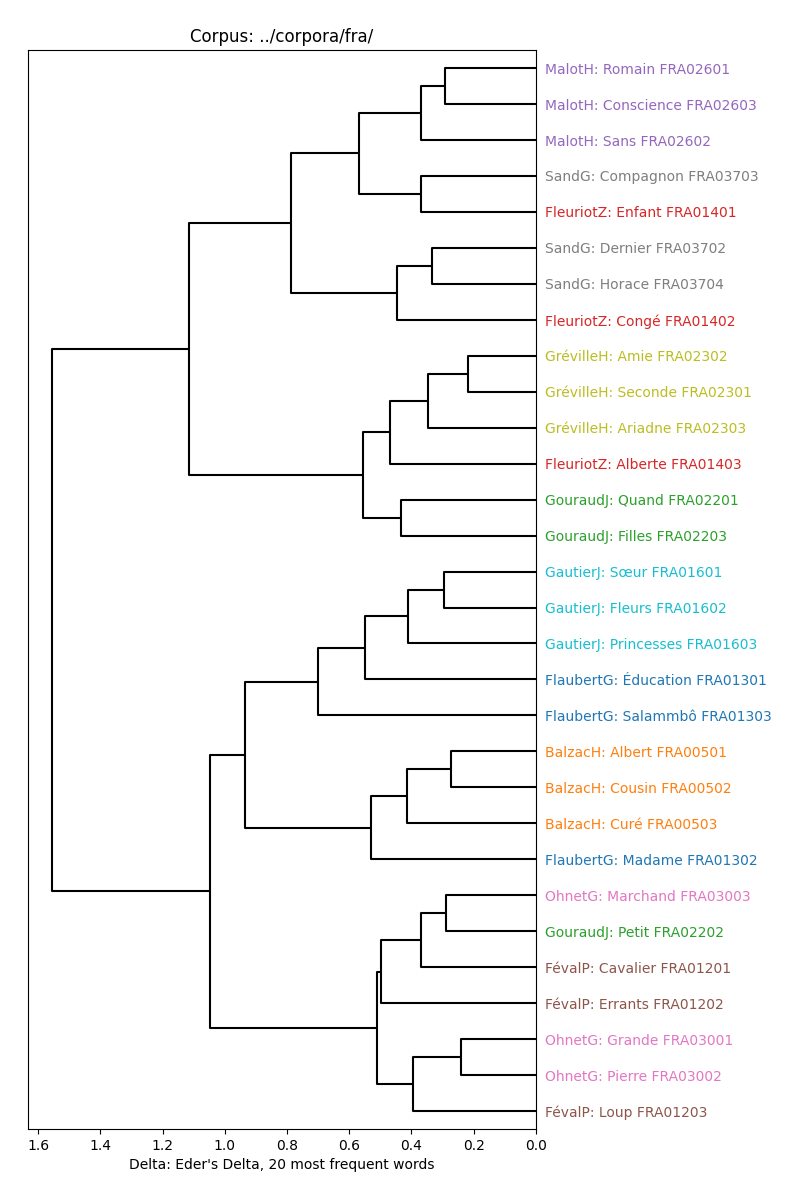 Corpus: ../corpora/fra/
MalotH: Romain FRA02601
MalotH: Conscience FRA02603
MalotH: Sans FRA02602
SandG: Compagnon FRA03703
FleuriotZ: Enfant FRA01401
SandG: Dernier FRA03702
SandG: Horace FRA03704
FleuriotZ: Congé FRA01402
GrévilleH: Amie FRA02302
GrévilleH: Seconde FRA02301
GrévilleH: Ariadne FRA02303
FleuriotZ: Alberte FRA01403
GouraudJ: Quand FRA02201
GouraudJ: Filles FRA02203
GautierJ: Sœur FRA01601
GautierJ: Fleurs FRA01602
GautierJ: Princesses FRA01603
FlaubertG: Éducation FRA01301
FlaubertG: Salammbô FRA01303
BalzacH: Albert FRA00501
BalzacH: Cousin FRA00502
BalzacH: Curé FRA00503
FlaubertG: Madame FRA01302
OhnetG: Marchand FRA03003
GouraudJ: Petit FRA02202
FévalP: Cavalier FRA01201
FévalP: Errants FRA01202
OhnetG: Grande FRA03001
OhnetG: Pierre FRA03002
FévalP: Loup FRA01203
1.6 1.4 1.2 1.0 0.8 0.6 0.4 0.2 0.0
Delta: Eder's Delta, 20 most frequent words